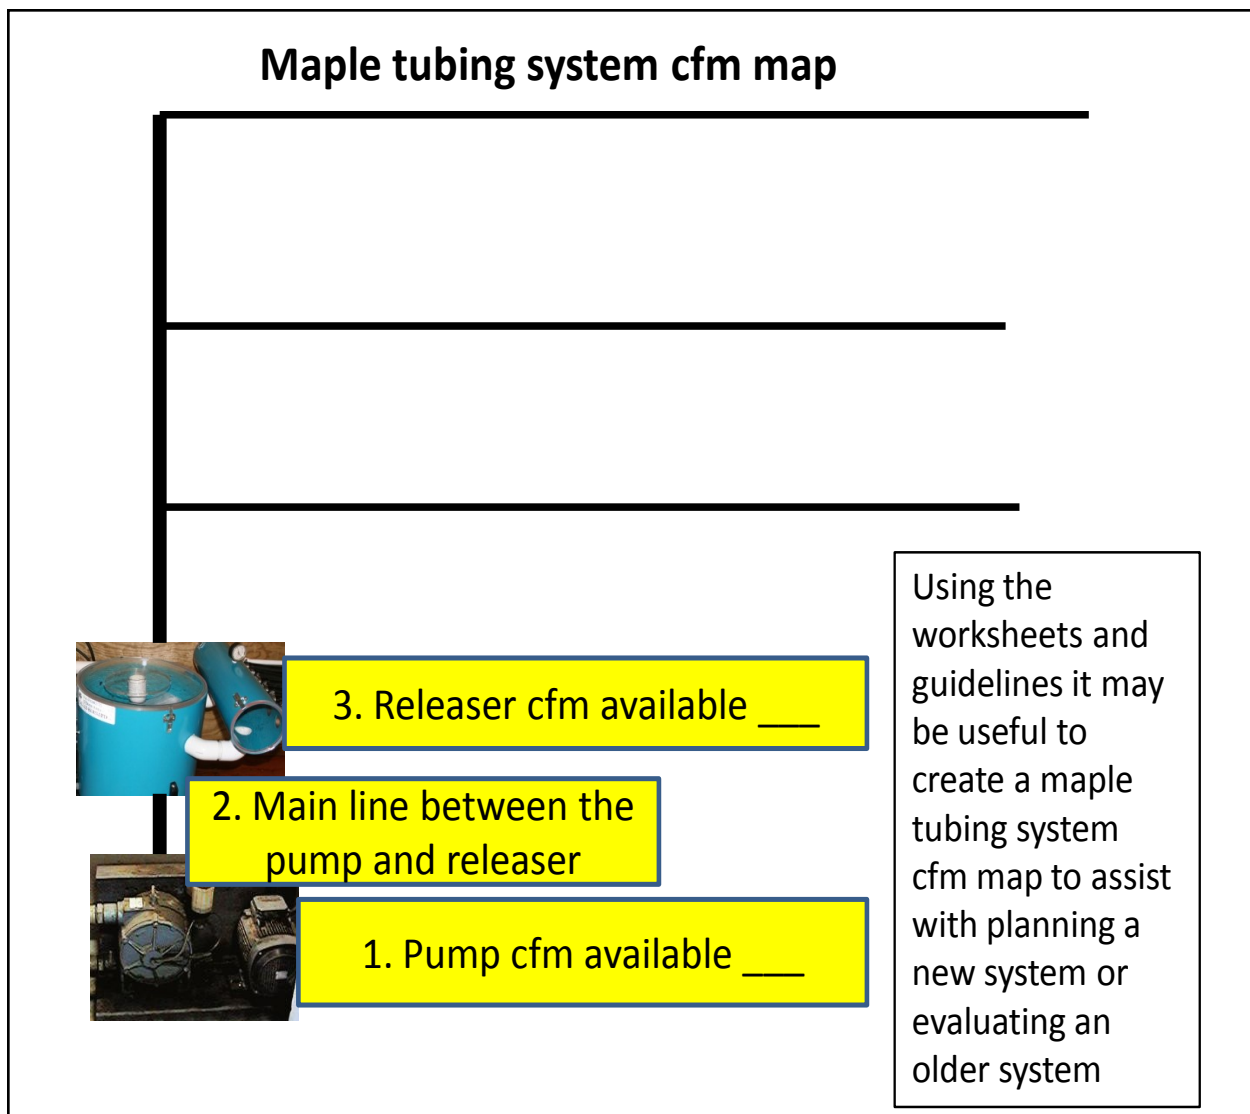 Maple tubing system cfm map
3. Releaser cfm available ___
2. Main line between the
pump and releaser
1. Pump cfm available ___
Using the
worksheets and
guidelines it may
be useful to
create a maple
tubing system
cfm map to assist
with planning a
new system or
evaluating an
older system